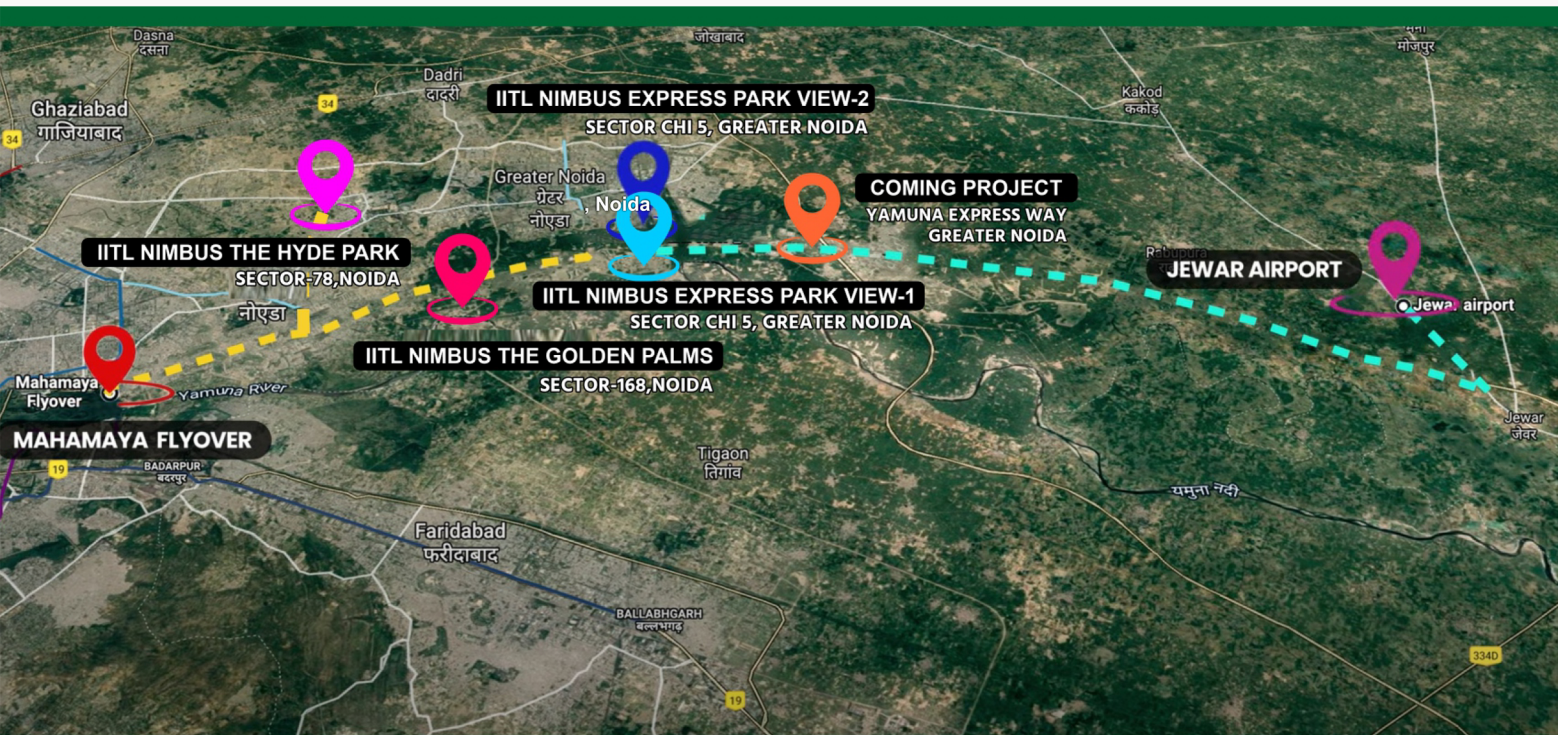 Dasna
दसना
जोखाबाद
मोजपुर
Dadri
दादरी
Kakod
ककोड़
Ghaziabad
गाजियाबाद
34
34
IITL NIMBUS EXPRESS PARK VIEW-2
SECTOR CHI 5, GREATER NOIDA
Greater Noida
ग्रेटर
नोएडा
, Noida
COMING PROJECT
YAMUNA EXPRESS WAY
GREATER NOIDA
IITL NIMBUS THE HYDE PARK
SECTOR-78,NOIDA
नोएडा
Rabupura
JEWAR AIRPORT
Jewar airport
IITL NIMBUS EXPRESS PARK VIEW-1
SECTOR CHI 5, GREATER NOIDA
IITL NIMBUS THE GOLDEN PALMS
SECTOR-168,NOIDA
Mahamaya
Flyover
Yamuna River
MAHAMAYA FLYOVER
Jewar
जेवर
19
BADARPUR
बदरपुर
Tigaon
तिगांव
यमुना नदी
Faridabad
फरीदाबाद
BALLABHGARH
बल्लभगढ़
334D
19